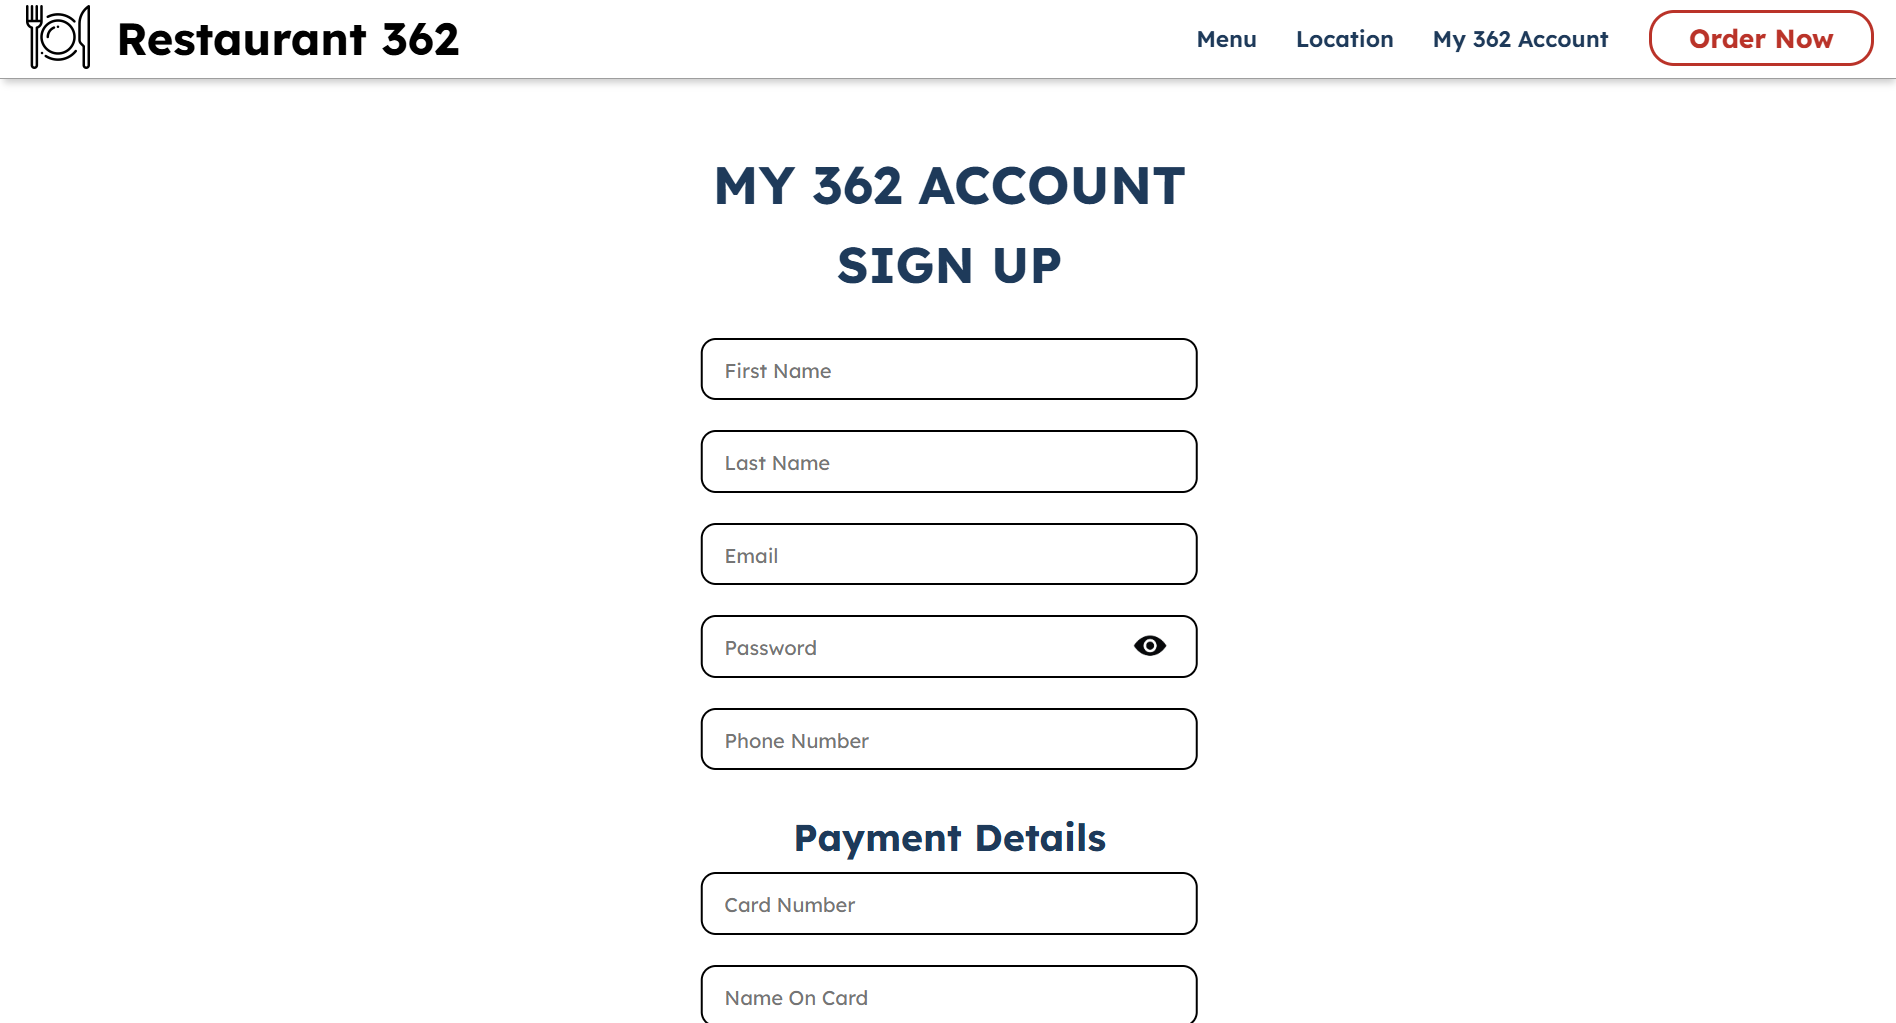 Restaurant 362
Menu Location My 362 Account Order Now
MY 362 ACCOUNT
SIGN UP
First Name
Last Name
Email
Password
Phone Number
Payment Details
Card Number
Name On Card